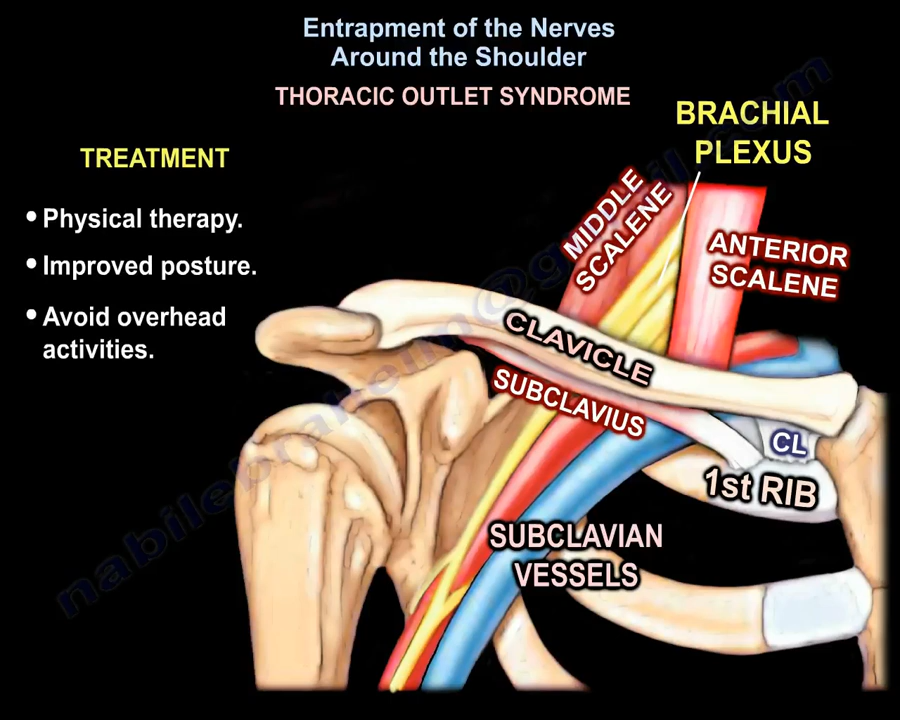 Entrapment of the Nerves
Around the Shoulder
THORACIC OUTLET SYNDROME
BRACHIAL
PLEXUS
TREATMENT
• Physical therapy.
• Improved posture.
• Avoid overhead
activities.
MIDDLE
SCALENE
ANTERIOR
SCALENE
CLAVICLE
SUBCLAVIUS
CL
1st RIB
SUBCLAVIAN
VESSELS